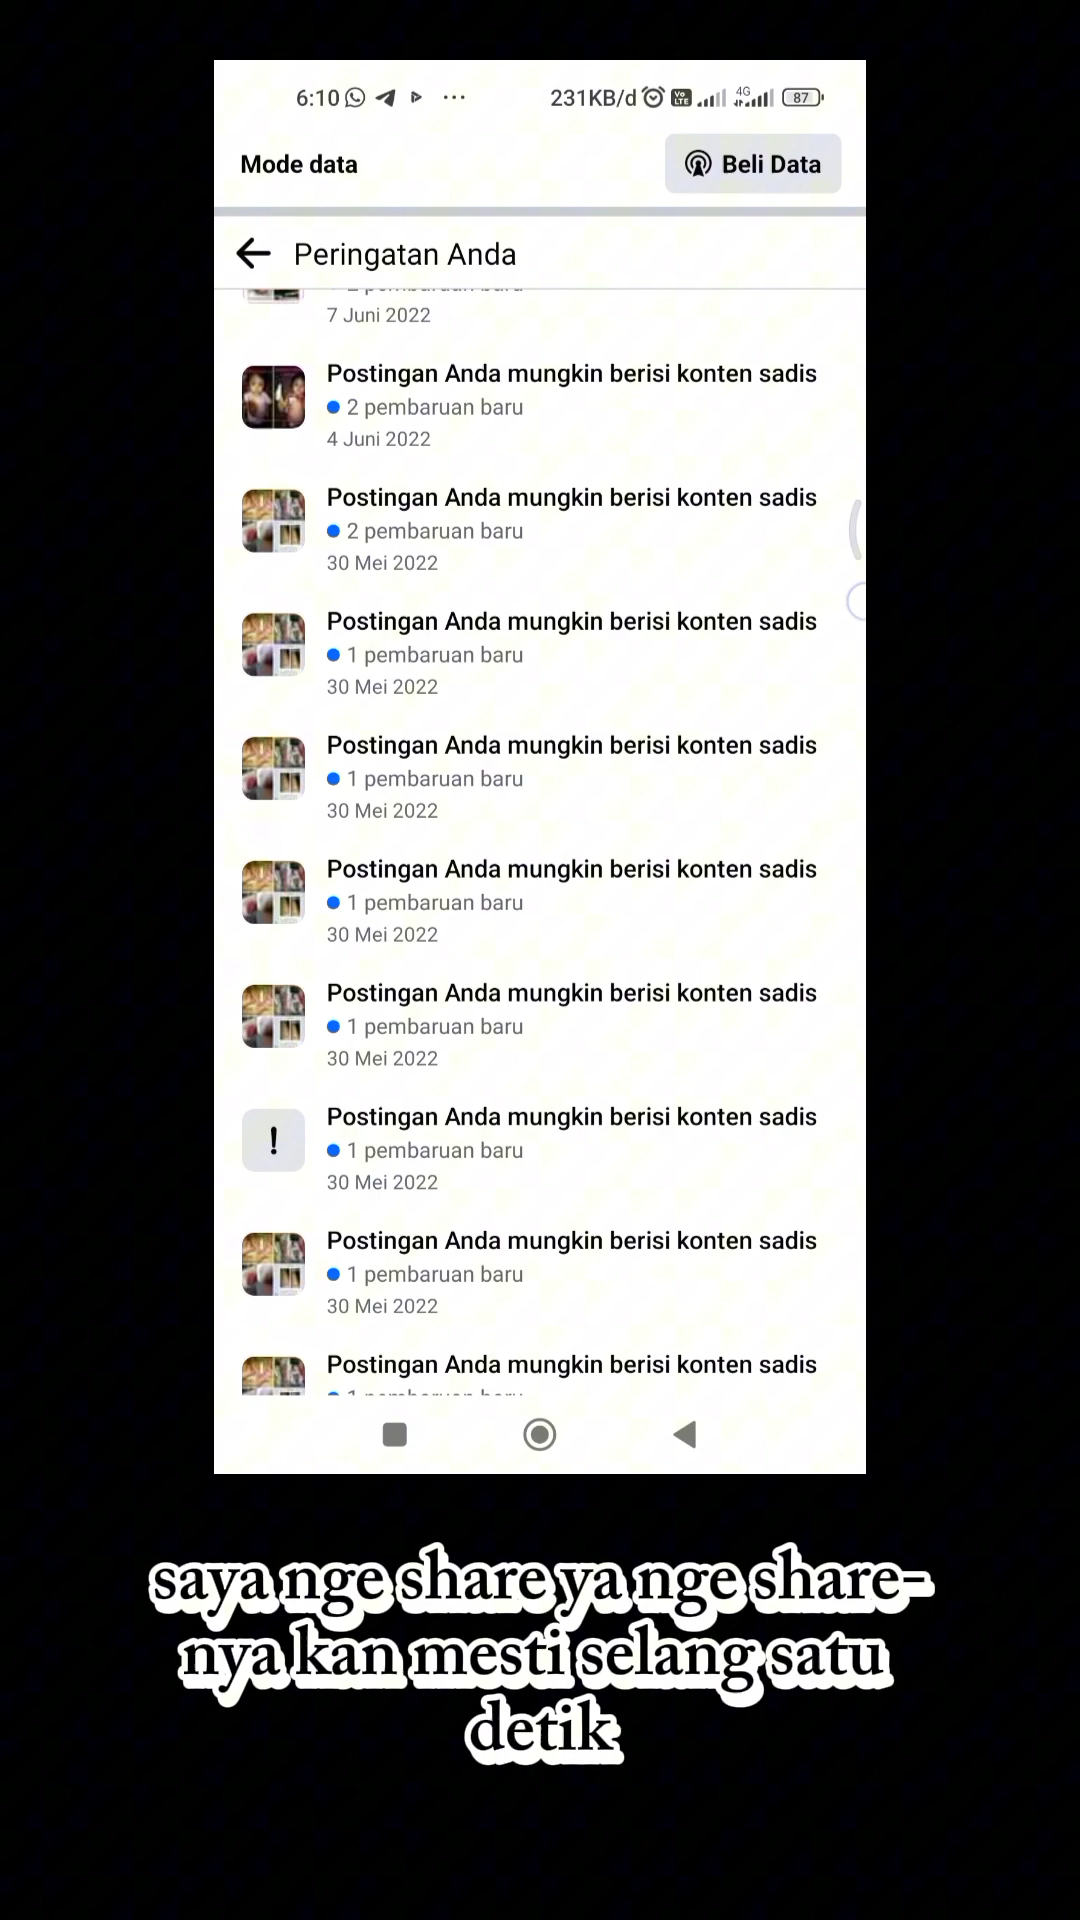 6:10 ... 231KB/d Vo LTE 4G 87
Mode data
Beli Data
Peringatan Anda
7 Juni 2022
Postingan Anda mungkin berisi konten sadis
2 pembaruan baru
4 Juni 2022
Postingan Anda mungkin berisi konten sadis
2 pembaruan baru
30 Mei 2022
Postingan Anda mungkin berisi konten sadis
1 pembaruan baru
30 Mei 2022
Postingan Anda mungkin berisi konten sadis
1 pembaruan baru
30 Mei 2022
Postingan Anda mungkin berisi konten sadis
1 pembaruan baru
30 Mei 2022
Postingan Anda mungkin berisi konten sadis
1 pembaruan baru
30 Mei 2022
!
Postingan Anda mungkin berisi konten sadis
1 pembaruan baru
30 Mei 2022
Postingan Anda mungkin berisi konten sadis
1 pembaruan baru
30 Mei 2022
Postingan Anda mungkin berisi konten sadis
saya nge share ya nge share-
nya kan mesti selang satu
detik